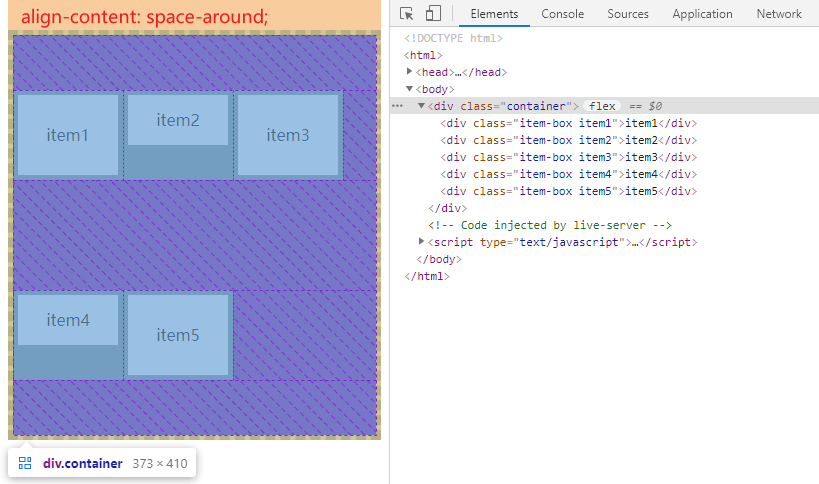 align-content: space-around;
item1
item2
item3
item4
item5
div.container 373 × 410
Elements Console Sources Application Network
<!DOCTYPE html>
<html>
<head>…</head>
<body>
<div class="container"> flex == $0
<div class="item-box item1">item1</div>
<div class="item-box item2">item2</div>
<div class="item-box item3">item3</div>
<div class="item-box item4">item4</div>
<div class="item-box item5">item5</div>
</div>
<!-- Code injected by live-server -->
<script type="text/javascript">…</script>
</body>
</html>